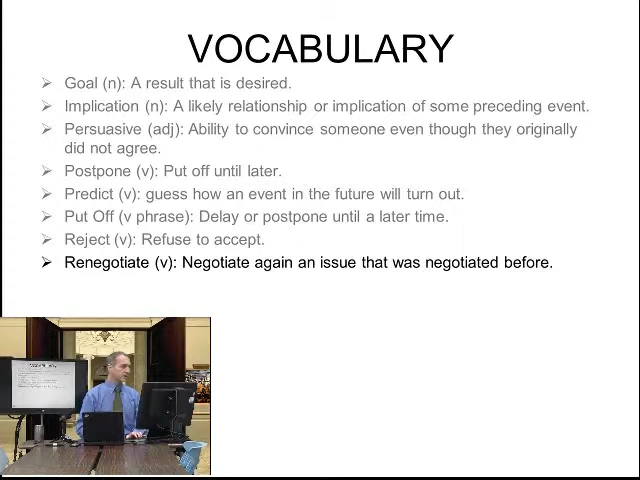 VOCABULARY
➢ Goal (n): A result that is desired.
➢ Implication (n): A likely relationship or implication of some preceding event.
➢ Persuasive (adj): Ability to convince someone even though they originally
did not agree.
➢ Postpone (v): Put off until later.
➢ Predict (v): guess how an event in the future will turn out.
➢ Put Off (v phrase): Delay or postpone until a later time.
➢ Reject (v): Refuse to accept.
➢ Renegotiate (v): Negotiate again an issue that was negotiated before.
VOCABULARY